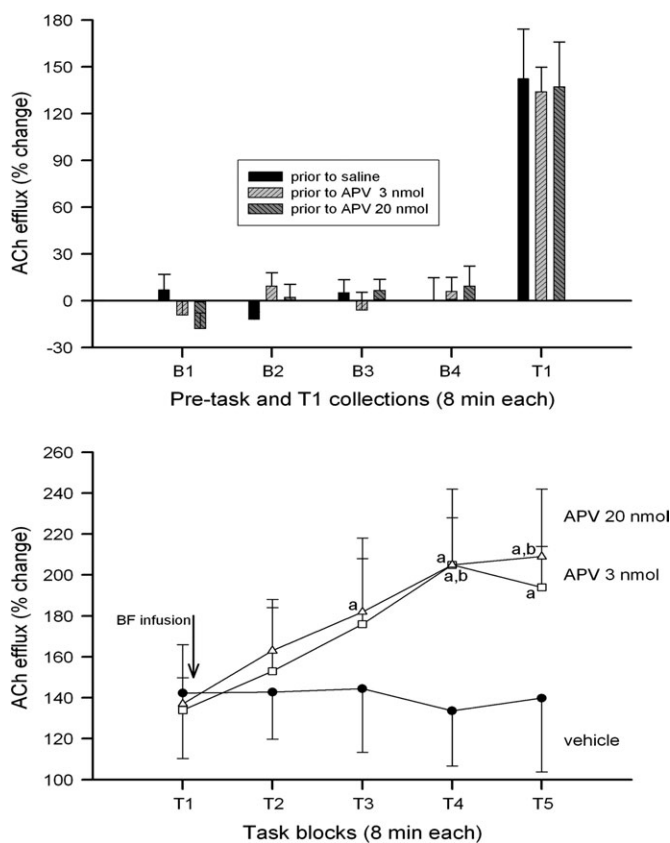 180
150
120
90
60
30
0
-30
ACh efflux (% change)
prior to saline
prior to APV 3 nmol
prior to APV 20 nmol
B1 B2 B3 B4 T1
Pre-task and T1 collections (8 min each)
260
240
220
200
180
160
140
120
100
ACh efflux (% change)
BF infusion
a
a
a,b
a,b
a
APV 20 nmol
APV 3 nmol
vehicle
T1 T2 T3 T4 T5
Task blocks (8 min each)